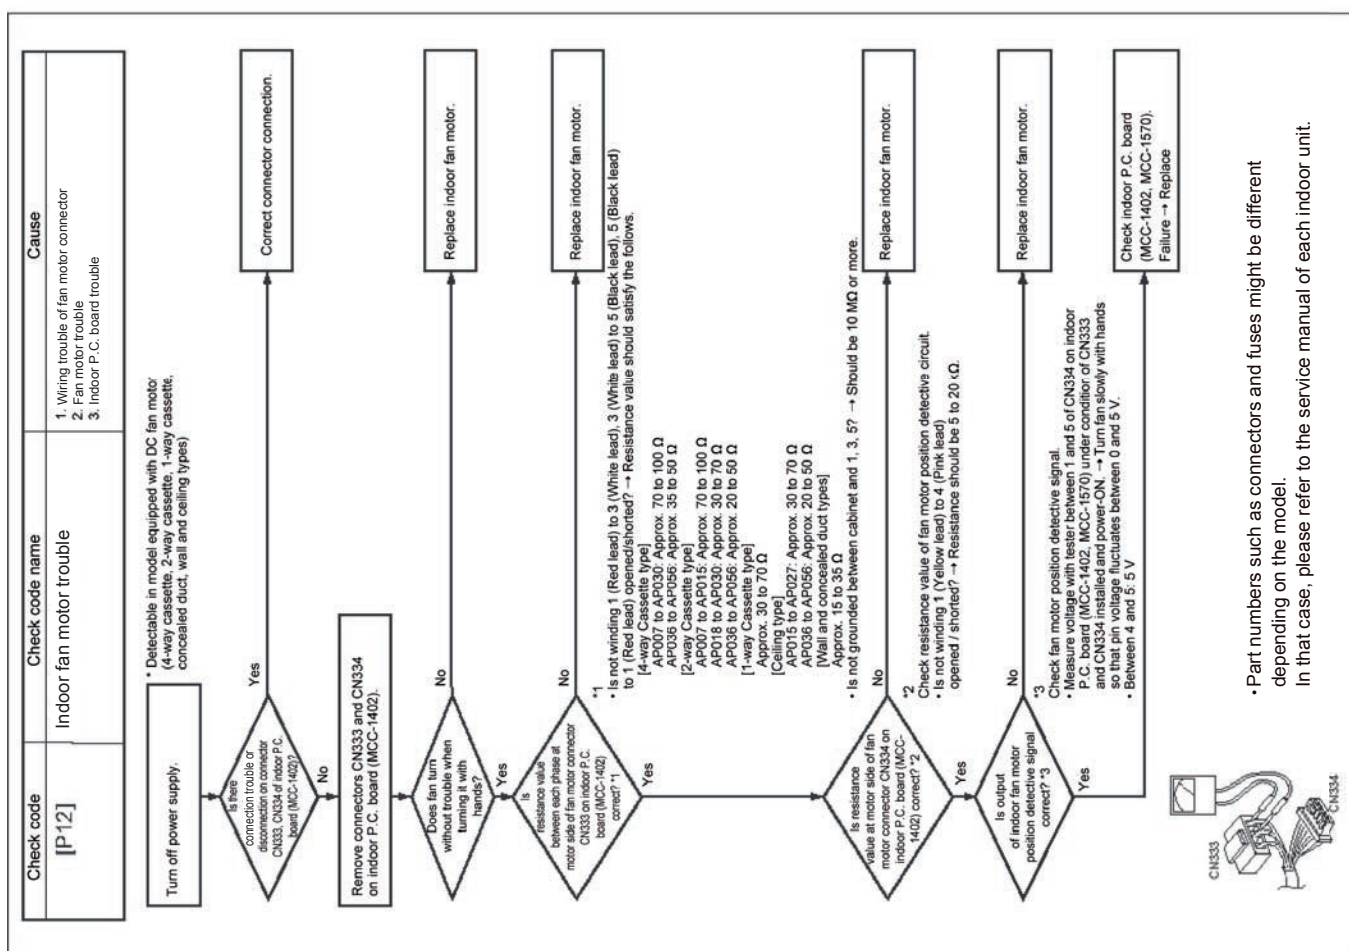 Check code
Check code name
Cause
[P12]
Indoor fan motor trouble
1. Wiring trouble of fan motor connector
2. Fan motor trouble
3. Indoor P.C. board trouble
Turn off power supply.
* Detectable in model equipped with DC fan motor
(4-way cassette, 2-way cassette, 1-way cassette,
concealed duct, wall and ceiling types)
Is there
connection trouble or
disconnection on connector
CN333, CN334 of indoor P.C.
board (MCC-1402)?
Yes
Correct connector connection.
No
Remove connectors CN333 and CN334
on indoor P.C. board (MCC-1402).
Does fan turn
without trouble when
turning it with
hands?
No
Replace indoor fan motor.
Yes
Is
resistance value
between each phase at
motor side of fan motor connector
CN333 on indoor P.C.
board (MCC-1402)
correct? *1
No
Replace indoor fan motor.
*1
• Is not winding 1 (Red lead) to 3 (White lead), 3 (White lead) to 5 (Black lead), 5 (Black lead)
to 1 (Red lead) opened/shorted? → Resistance value should satisfy the follows.
[4-way Cassette type]
AP007 to AP030: Approx. 70 to 100 Ω
AP036 to AP056: Approx. 35 to 50 Ω
[2-way Cassette type]
AP007 to AP015: Approx. 70 to 100 Ω
AP018 to AP030: Approx. 30 to 70 Ω
AP036 to AP056: Approx. 20 to 50 Ω
[1-way Cassette type]
Approx. 30 to 70 Ω
[Ceiling type]
AP015 to AP027: Approx. 30 to 70 Ω
AP036 to AP056: Approx. 20 to 50 Ω
[Wall and concealed duct types]
Approx. 15 to 35 Ω
• Is not grounded between cabinet and 1, 3, 5? → Should be 10 MΩ or more.
Yes
Is resistance
value at motor side of fan
motor connector CN334 on
indoor P.C. board (MCC-
1402) correct? *2
No
Replace indoor fan motor.
*2
Check resistance value of fan motor position detective circuit.
• Is not winding 1 (Yellow lead) to 4 (Pink lead)
opened / shorted? → Resistance should be 5 to 20 kΩ.
Yes
Is output
of indoor fan motor
position detective signal
correct? *3
No
Replace indoor fan motor.
*3
Check fan motor position detective signal.
• Measure voltage with tester between 1 and 5 of CN334 on indoor
P.C. board (MCC-1402, MCC-1570) under condition of CN333
and CN334 installed and power-ON. → Turn fan slowly with hands
so that pin voltage fluctuates between 0 and 5 V.
• Between 4 and 5: 5 V
Yes
Check indoor P.C. board
(MCC-1402, MCC-1570).
Failure → Replace
CN333
CN334
• Part numbers such as connectors and fuses might be different
depending on the model.
In that case, please refer to the service manual of each indoor unit.